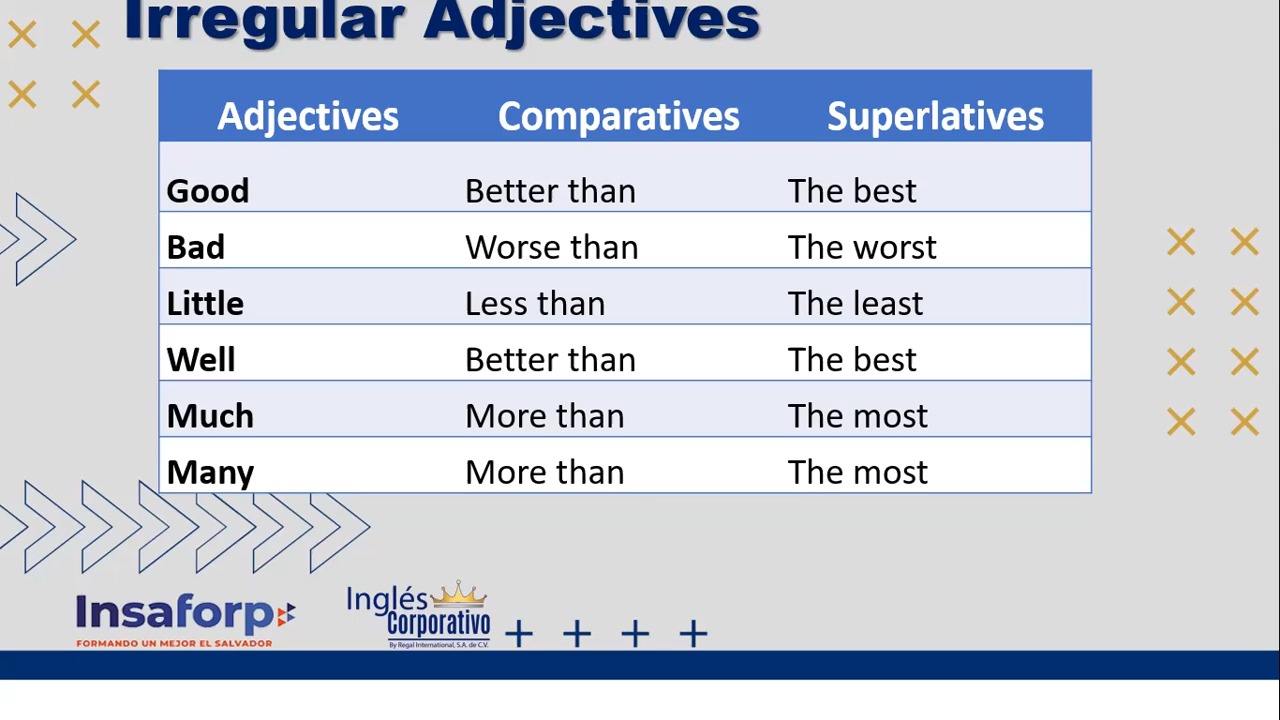 Irregular Adjectives
Adjectives Comparatives Superlatives
Good Better than The best
Bad Worse than The worst
Little Less than The least
Well Better than The best
Much More than The most
Many More than The most
Insaforp
FORMANDO UN MEJOR EL SALVADOR
Inglés
Corporativo
By Regal International, S.A. de C.V.